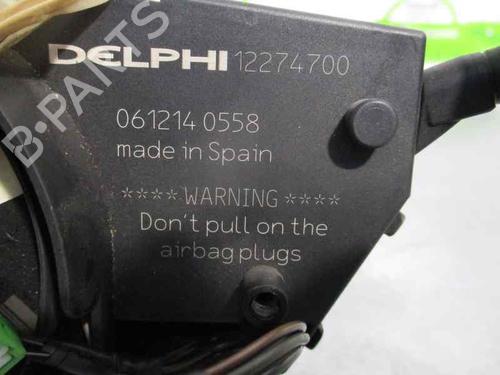 DELPHI 12274700
061214 0558
made in Spain
**** WARNING ****
Don't pull on the
airbag plugs
B-PARTS